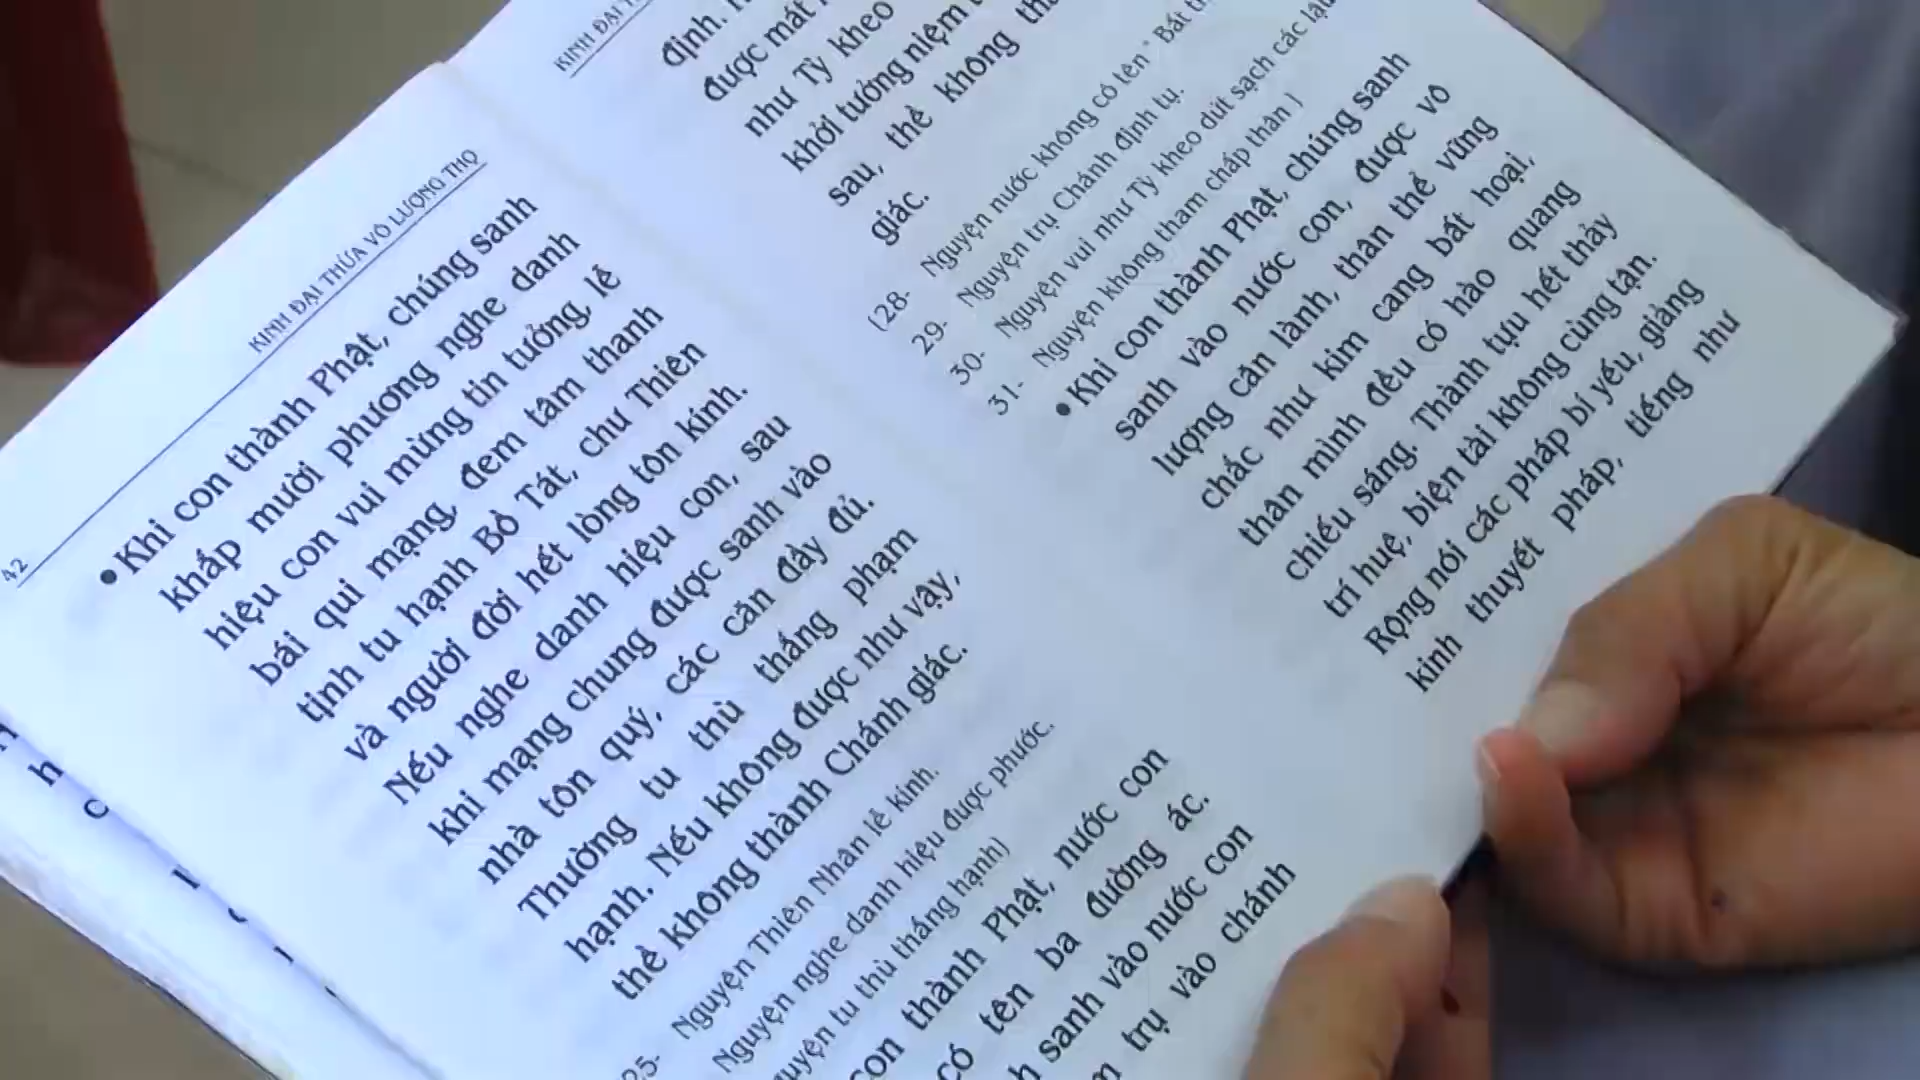 42
KINH ĐẠI THỪA VÔ LƯỢNG THỌ
• Khi con thành Phật, chúng sanh
khắp mười phương nghe danh
hiệu con vui mừng tin tưởng, lễ
bái qui mạng, đem tâm thanh
tịnh tu hạnh Bồ Tát, chư Thiên
và người đời hết lòng tôn kính.
Nếu nghe danh hiệu con, sau
khi mạng chung được sanh vào
nhà tôn quý, các căn đầy đủ.
Thường tu thù thắng phạm
hạnh. Nếu không được như vậy,
thề không thành Chánh giác.
25- Nguyện Thiên Nhân lễ kính.
Nguyện nghe danh hiệu được phước.
tu thù thắng hạnh)
con thành Phật, nước con
có tên ba đường ác.
sanh vào nước con
trụ vào chánh
KINH ĐẠI
định.
được mát
như Tỳ kheo
khởi tưởng niệm
sau, thề không
giác.
(28- Nguyện nước không có tên " Bất
29- Nguyện trụ Chánh định tụ.
30- Nguyện vui như Tỳ kheo dứt sạch các lậu
31- Nguyện không tham chấp thân )
• Khi con thành Phật, chúng sanh
sanh vào nước con, được vô
lượng căn lành, thân thể vững
chắc như kim cang bất hoại,
thân mình đều có hào quang
chiếu sáng. Thành tựu hết thảy
trí huệ, biện tài không cùng tận.
Rộng nói các pháp bí yếu, giảng
kinh thuyết pháp, tiếng như